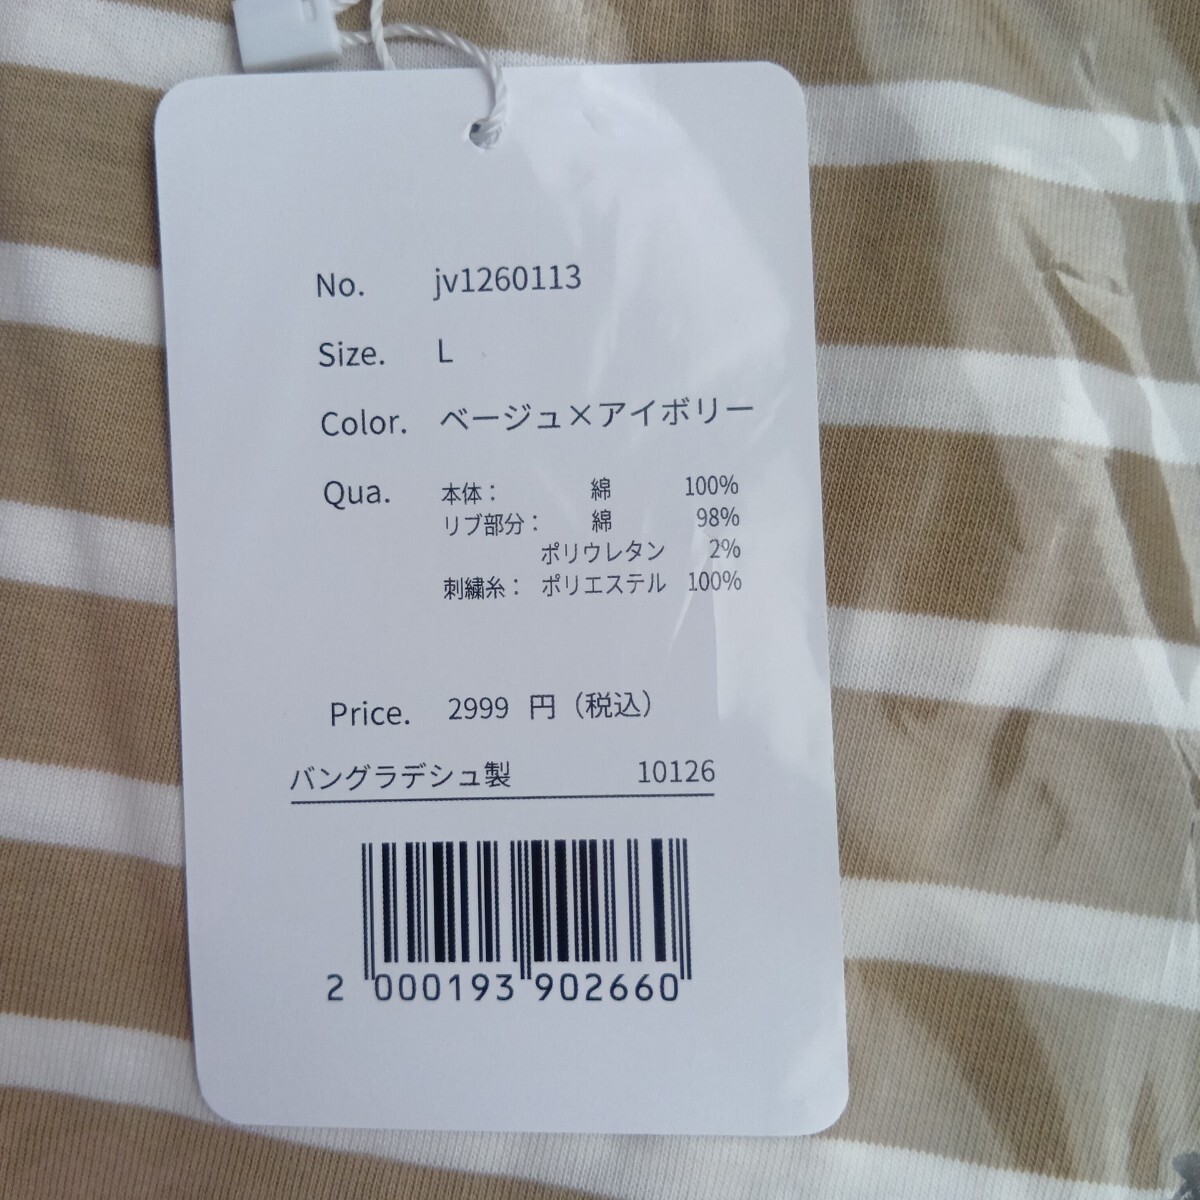 No. jv1260113
Size. L
Color. ベージュ×アイボリー
Qua. 本体： 綿 100%
リブ部分： 綿 98%
ポリウレタン 2%
刺繍糸： ポリエステル 100%
Price. 2999 円（税込）
バングラデシュ製 10126
2 000193 902660